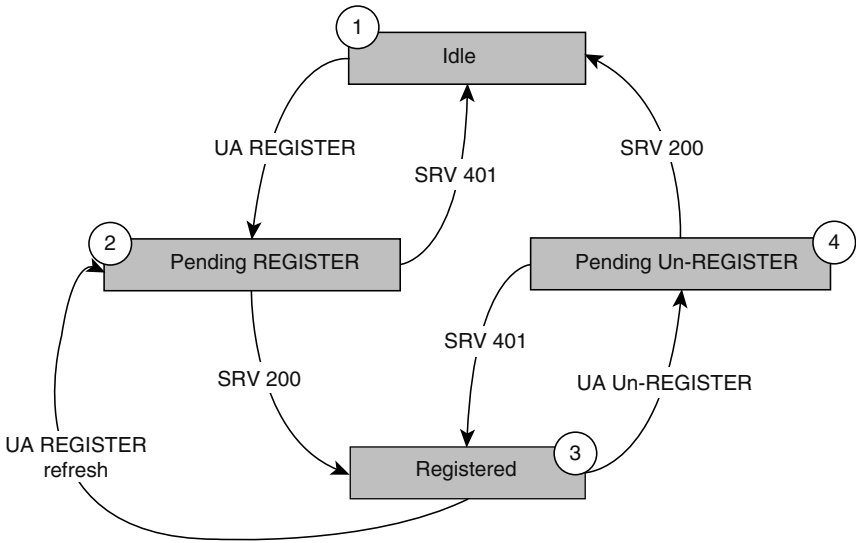 1
Idle
UA REGISTER
SRV 401
SRV 200
2
Pending REGISTER
Pending Un-REGISTER
4
SRV 200
SRV 401
UA Un-REGISTER
UA REGISTER
refresh
Registered
3